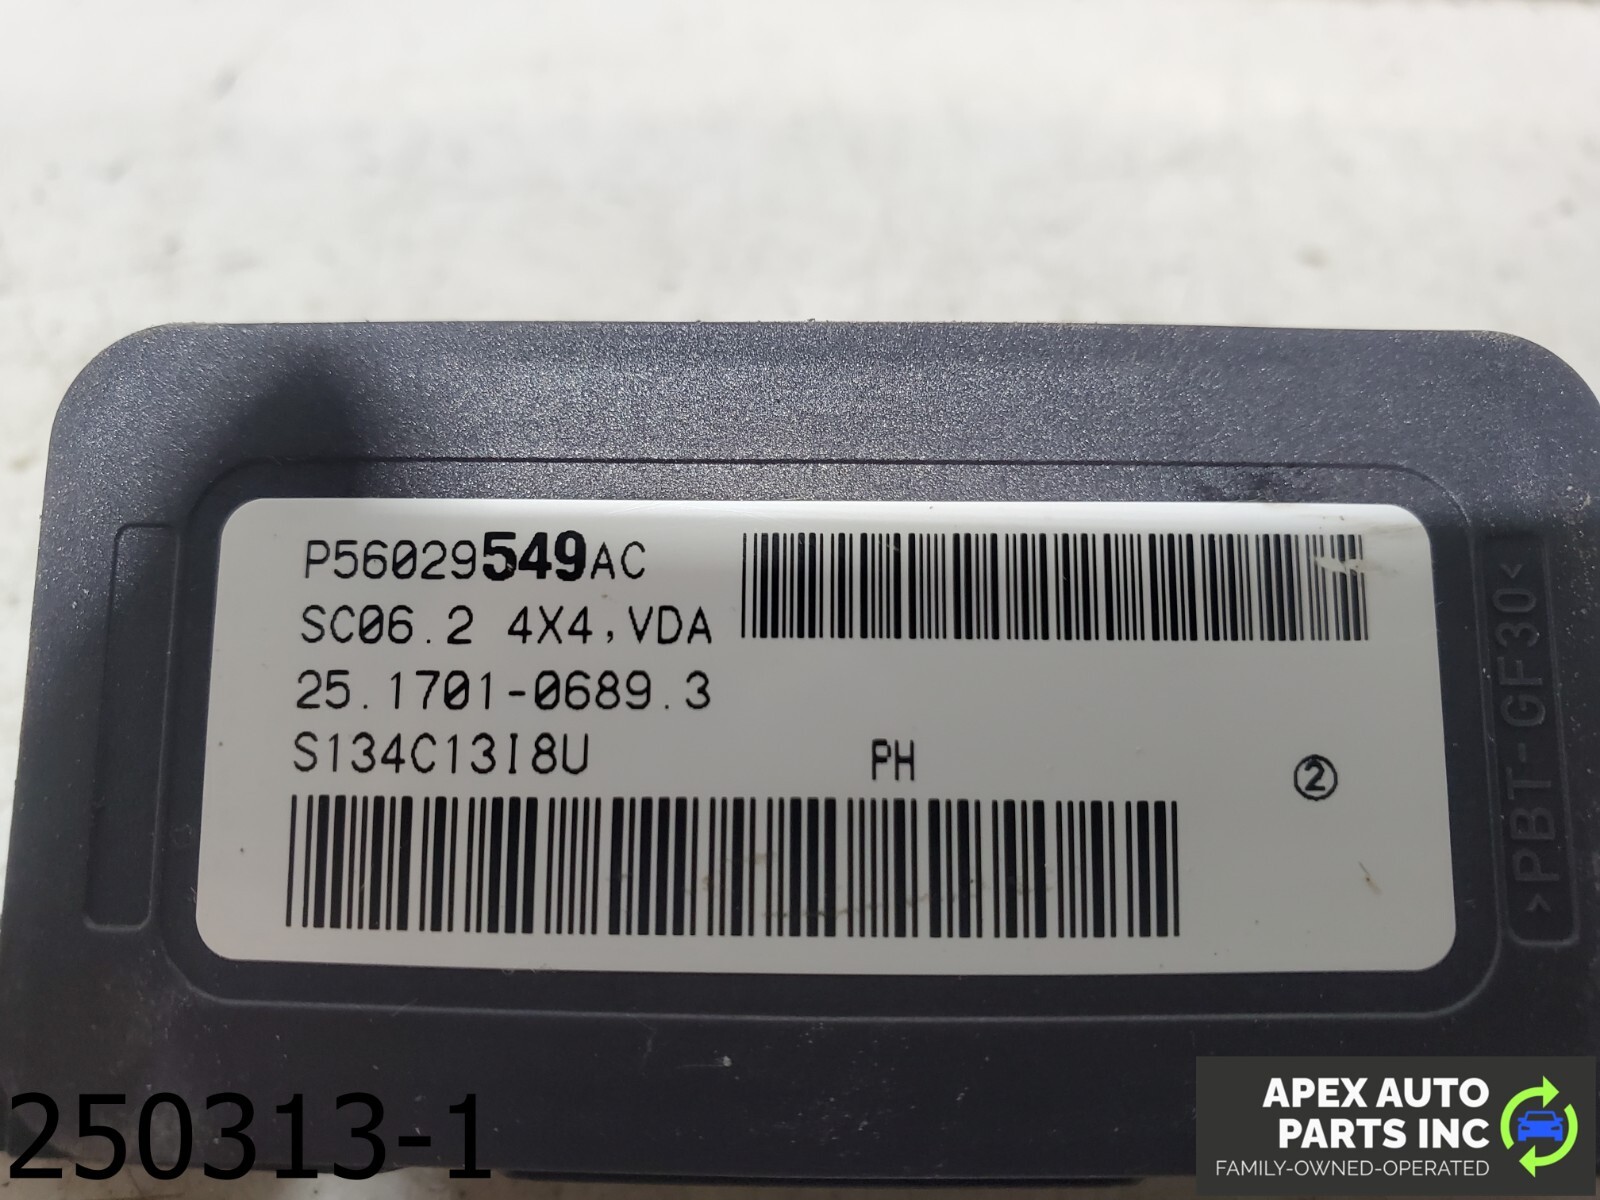 P56029549AC
SC06.2 4X4,VDA
25.1701-0689.3
S134C13I8U
PH
2
>PBT-GF30<
250313-1
APEX AUTO
PARTS INC
FAMILY-OWNED-OPERATED